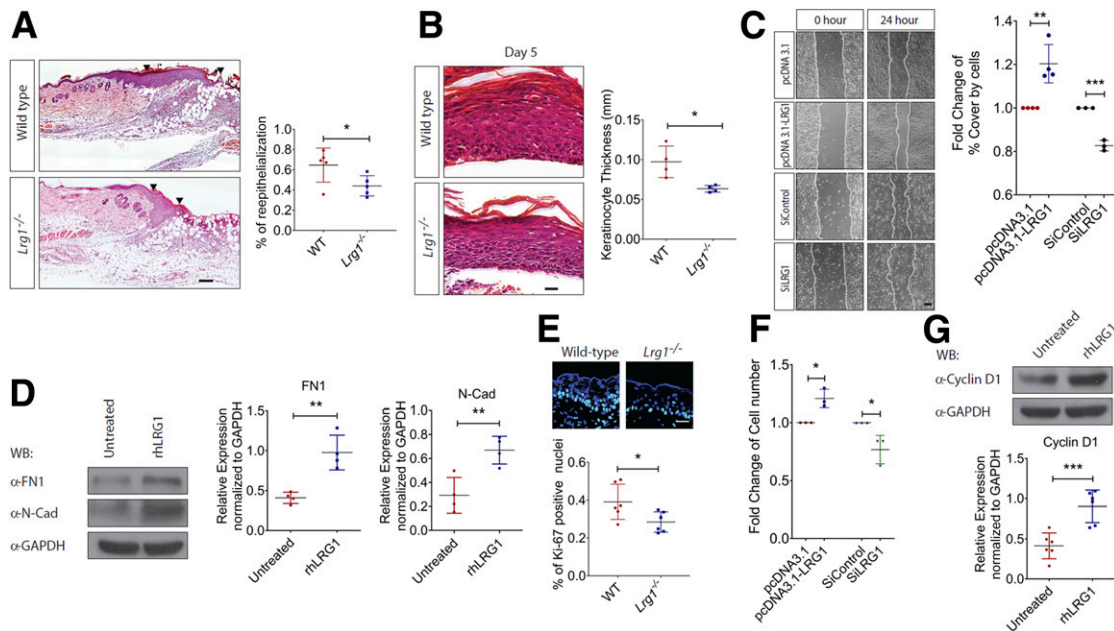 A
Wild type
Lrg1-/-
% of reepithelialization
1.0
0.8
0.6
0.4
0.2
0.0
*
WT
Lrg1-/-
B
Day 5
Wild type
Lrg1-/-
Keratinocyte Thickness (mm)
0.15
0.10
0.05
0.00
*
WT
Lrg1-/-
C
0 hour
24 hour
pcDNA 3.1
pcDNA 3.1-LRG1
SiControl
SiLRG1
Fold Change of
% Cover by cells
1.4
1.2
1.0
0.8
0.6
**
***
pcDNA3.1
pcDNA3.1-LRG1
SiControl
SiLRG1
D
WB:
Untreated
rhLRG1
α-FN1
α-N-Cad
α-GAPDH
FN1
Relative Expression
normalized to GAPDH
2.0
1.5
1.0
0.5
0.0
**
Untreated
rhLRG1
N-Cad
Relative Expression
normalized to GAPDH
1.0
0.8
0.6
0.4
0.2
0.0
**
Untreated
rhLRG1
E
Wild-type
Lrg1-/-
% of Ki-67 positive nuclei
0.8
0.6
0.4
0.2
0.0
*
WT
Lrg1-/-
F
Fold Change of Cell number
1.5
1.0
0.5
0.0
*
*
pcDNA3.1
pcDNA3.1-LRG1
SiControl
SiLRG1
G
WB:
Untreated
rhLRG1
α-Cyclin D1
α-GAPDH
Cyclin D1
Relative Expression
normalized to GAPDH
1.5
1.0
0.5
0.0
***
Untreated
rhLRG1